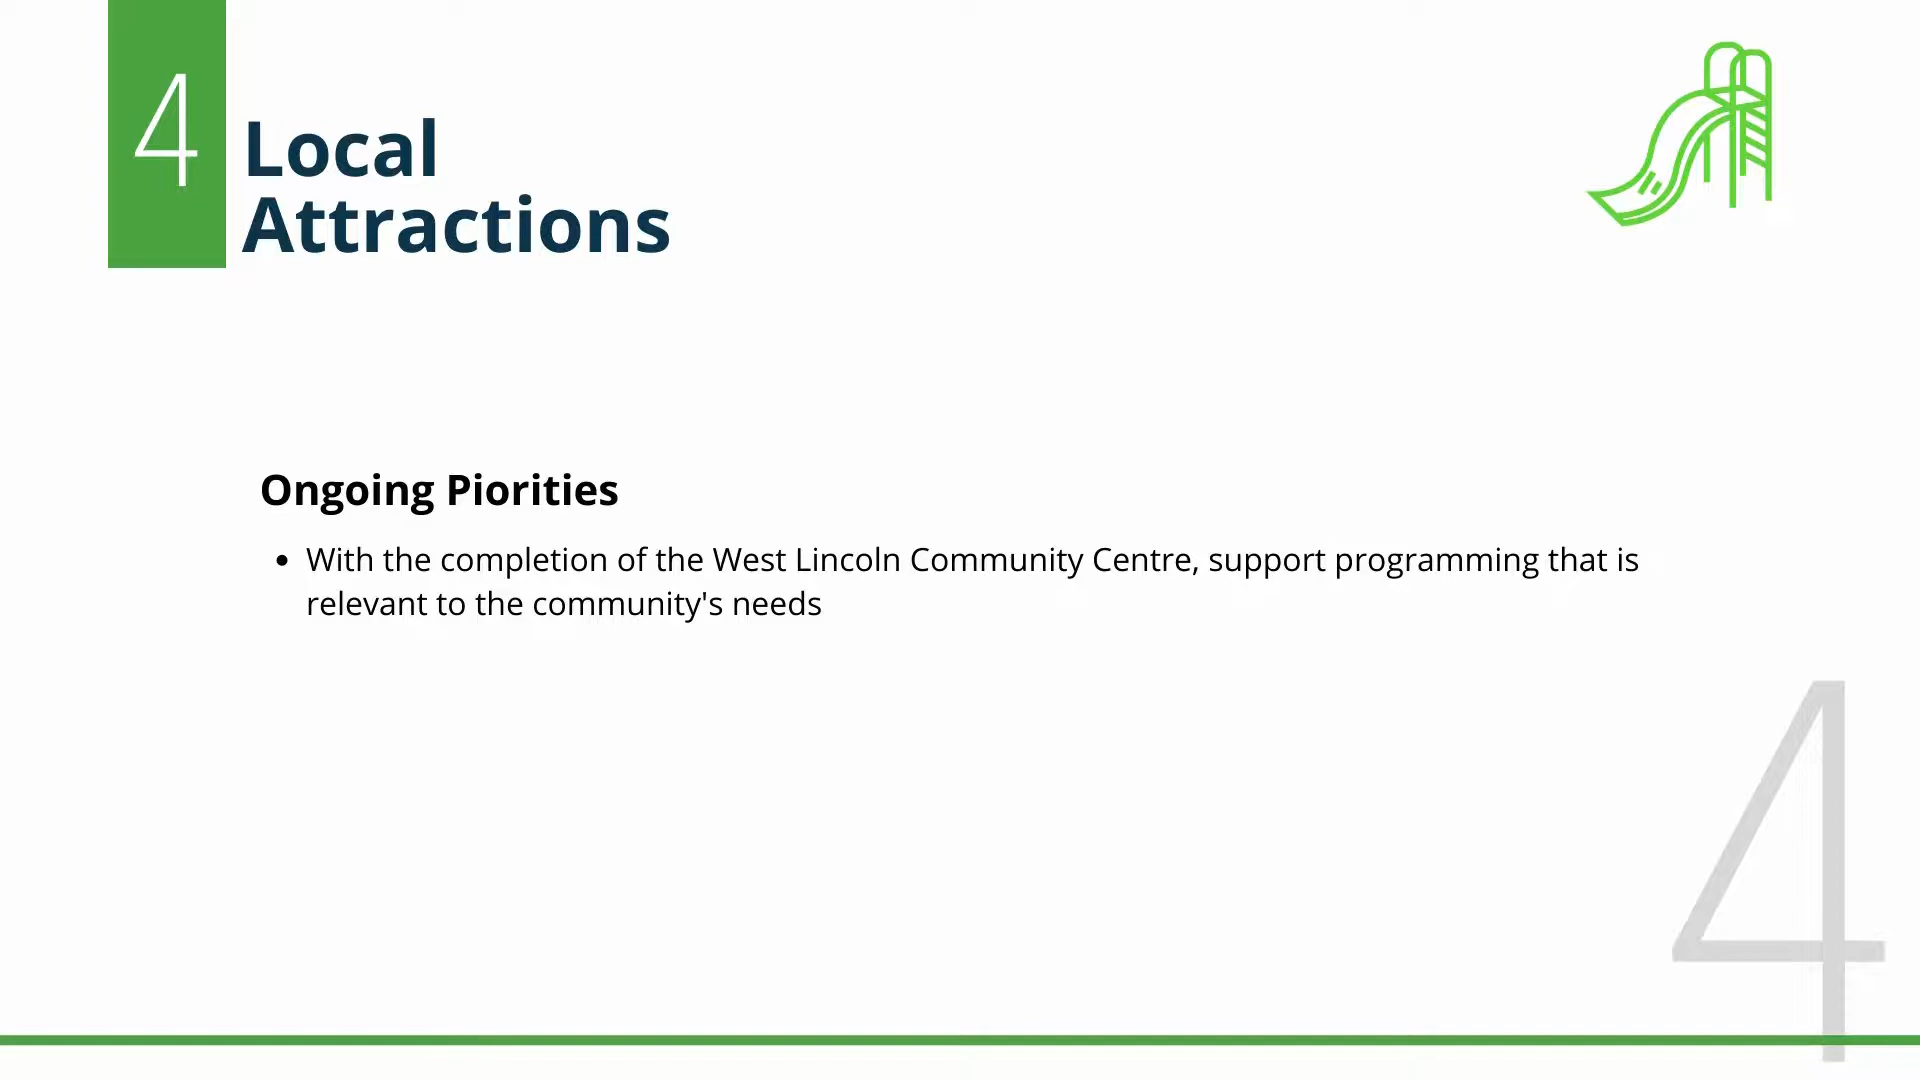 4
Local
Attractions
Ongoing Piorities
• With the completion of the West Lincoln Community Centre, support programming that is
relevant to the community's needs
4